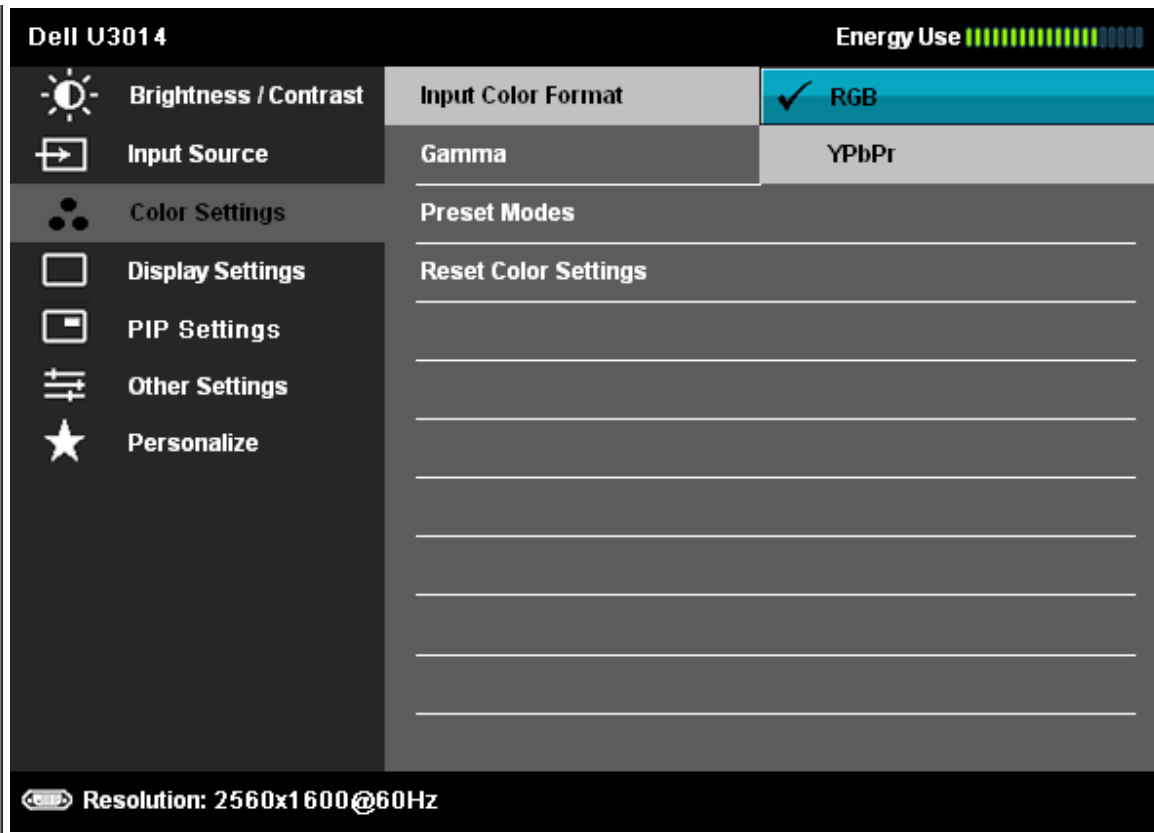 Dell U3014 Energy Use
Brightness / Contrast Input Color Format RGB
Input Source Gamma YPbPr
Color Settings Preset Modes
Display Settings Reset Color Settings
PIP Settings
Other Settings
Personalize
Resolution: 2560x1600@60Hz